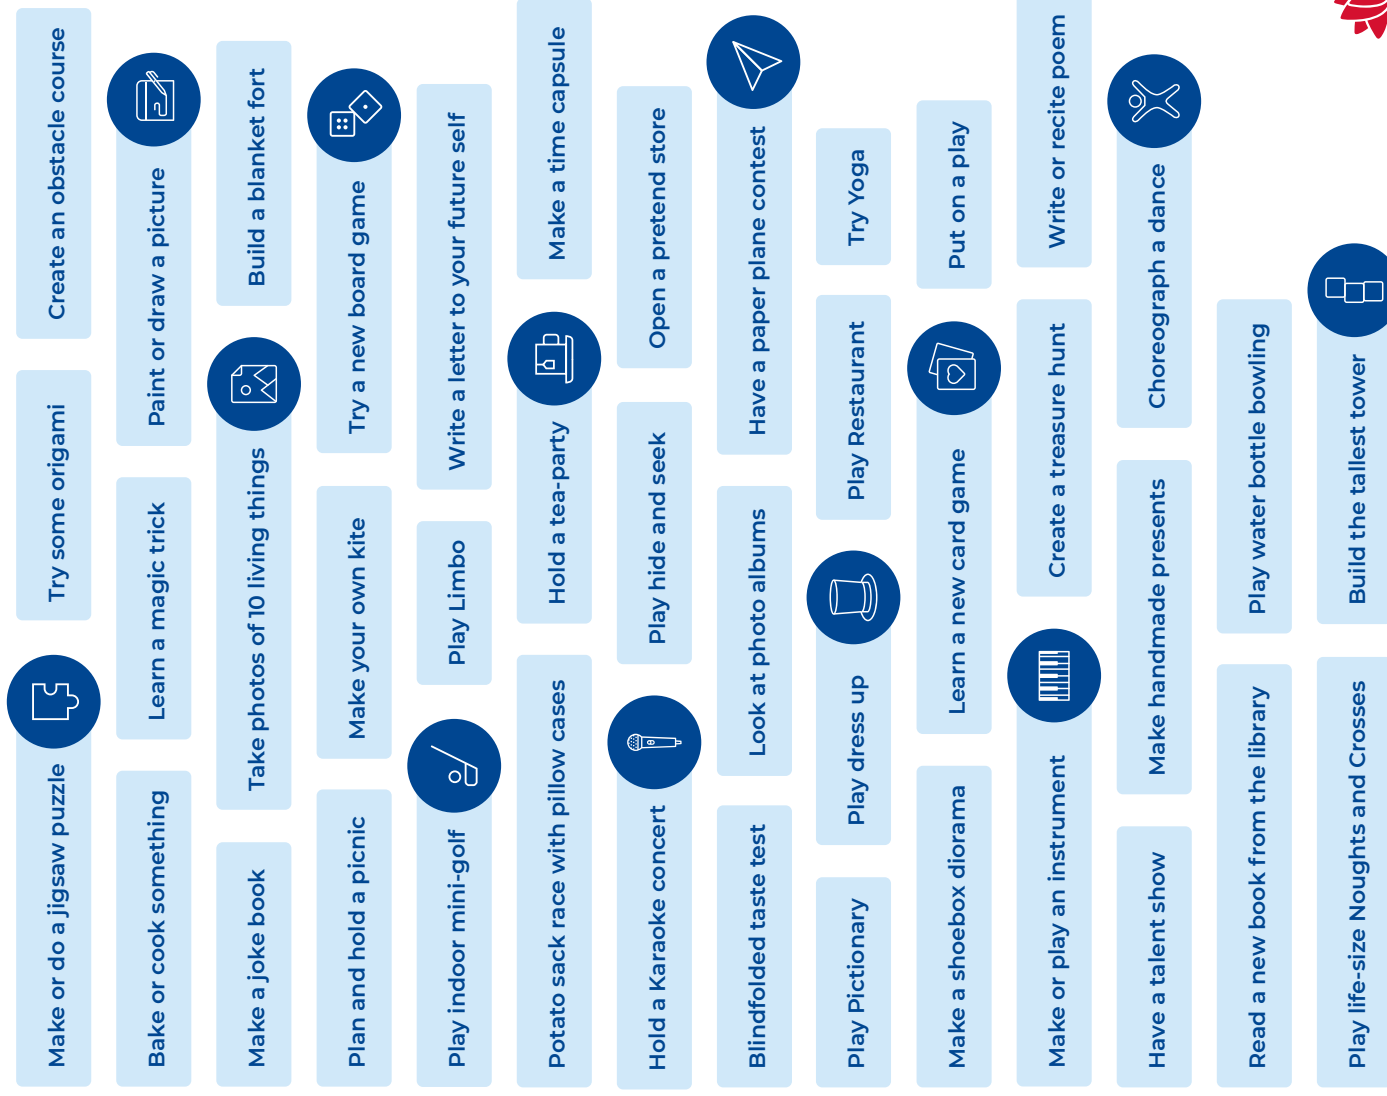 Make or do a jigsaw puzzle
Try some origami
Create an obstacle course
Bake or cook something
Learn a magic trick
Paint or draw a picture
Make a joke book
Take photos of 10 living things
Build a blanket fort
Plan and hold a picnic
Make your own kite
Try a new board game
Play indoor mini-golf
Play Limbo
Write a letter to your future self
Potato sack race with pillow cases
Hold a tea-party
Make a time capsule
Hold a Karaoke concert
Play hide and seek
Open a pretend store
Blindfolded taste test
Look at photo albums
Have a paper plane contest
Play Pictionary
Play dress up
Play Restaurant
Try Yoga
Make a shoebox diorama
Learn a new card game
Put on a play
Make or play an instrument
Create a treasure hunt
Write or recite poem
Have a talent show
Make handmade presents
Choreograph a dance
Read a new book from the library
Play water bottle bowling
Play life-size Noughts and Crosses
Build the tallest tower